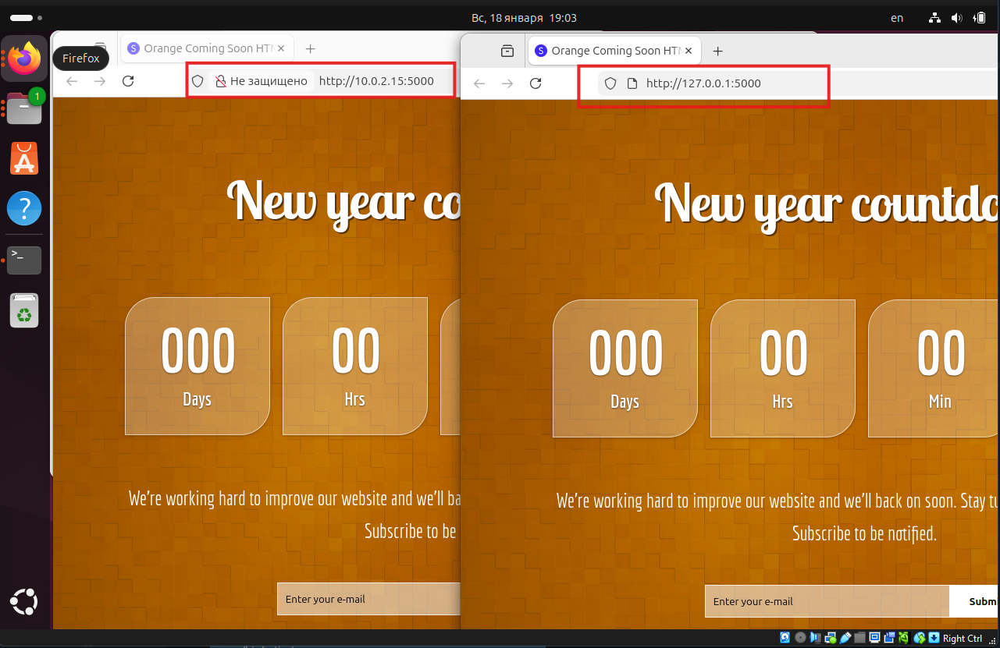 Вс, 18 января 19:03
en
Firefox
1
S Orange Coming Soon HTM
Не защищено http://10.0.2.15:5000
S Orange Coming Soon HTM
http://127.0.0.1:5000
New year co
000
Days
00
Hrs
We're working hard to improve our website and we'll ba
Subscribe to be
Enter your e-mail
New year countdo
000
Days
00
Hrs
00
Min
We're working hard to improve our website and we'll back on soon. Stay tu
Subscribe to be notified.
Enter your e-mail
Submi
Right Ctrl